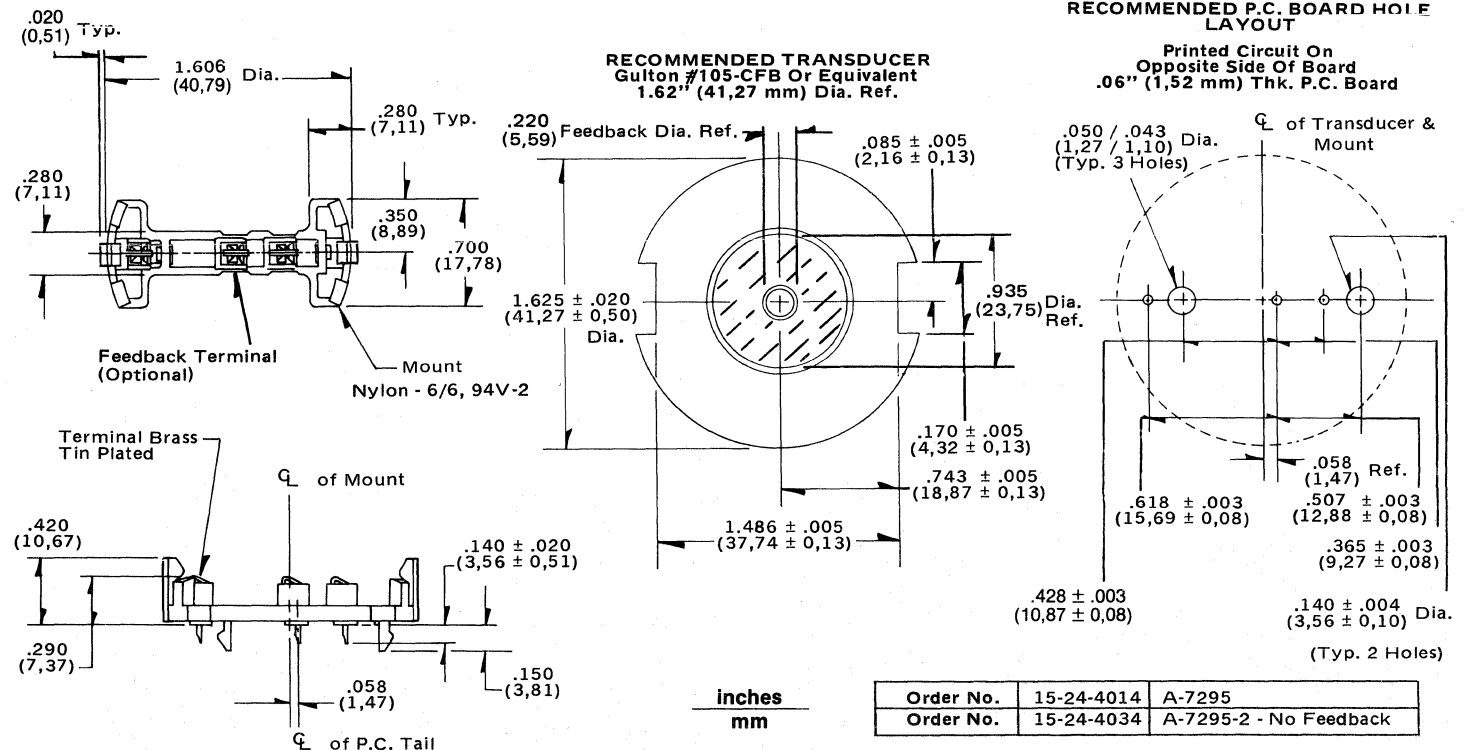 .020
(0,51) Typ.
1.606
(40,79) Dia.
.280
(7,11) Typ.
.280
(7,11)
.350
(8,89)
.700
(17,78)
Feedback Terminal
(Optional)
Mount
Nylon - 6/6, 94V-2
RECOMMENDED TRANSDUCER
Gulton #105-CFB Or Equivalent
1.62" (41,27 mm) Dia. Ref.
.220
(5,59) Feedback Dia. Ref.
.085 ± .005
(2,16 ± 0,13)
1.625 ± .020
(41,27 ± 0,50)
Dia.
.935
(23,75) Dia.
Ref.
.170 ± .005
(4,32 ± 0,13)
.743 ± .005
(18,87 ± 0,13)
1.486 ± .005
(37,74 ± 0,13)
RECOMMENDED P.C. BOARD HOLE
LAYOUT
Printed Circuit On
Opposite Side Of Board
.06" (1,52 mm) Thk. P.C. Board
℄ of Transducer &
Mount
.050 / .043
(1,27 / 1,10) Dia.
(Typ. 3 Holes)
.058
(1,47) Ref.
.618 ± .003
(15,69 ± 0,08)
.507 ± .003
(12,88 ± 0,08)
.365 ± .003
(9,27 ± 0,08)
.428 ± .003
(10,87 ± 0,08)
.140 ± .004
(3,56 ± 0,10) Dia.
(Typ. 2 Holes)
Terminal Brass
Tin Plated
℄ of Mount
.420
(10,67)
.140 ± .020
(3,56 ± 0,51)
.290
(7,37)
.150
(3,81)
.058
(1,47)
℄ of P.C. Tail
inches
mm
Order No. 15-24-4014 A-7295
Order No. 15-24-4034 A-7295-2 - No Feedback